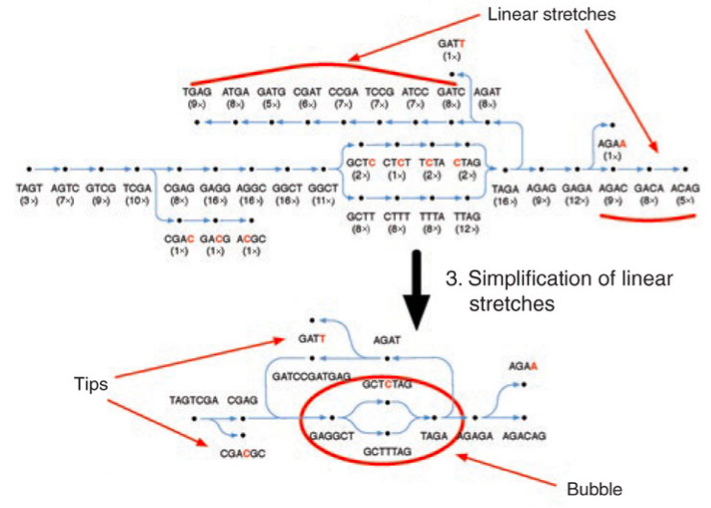 Linear stretches
GATT
(1×)
TGAG ATGA GATG CGAT CCGA TCCG ATCC GATC AGAT
(9×) (8×) (5×) (6×) (7×) (7×) (7×) (8×) (8×)
AGAA
(1×)
GCTC CTCT TCTA CTAG
(2×) (1×) (2×) (2×)
TAGT AGTC GTCG TCGA CGAG GAGG AGGC GGCT GGCT TAGA AGAG GAGA AGAC GACA ACAG
(3×) (7×) (9×) (10×) (8×) (16×) (16×) (16×) (11×) (16×) (9×) (12×) (9×) (8×) (5×)
GCTT CTTT TTTA TTAG
(8×) (8×) (8×) (12×)
CGAC GACG ACGC
(1×) (1×) (1×)
3. Simplification of linear
stretches
GATT AGAT
AGAA
Tips
GATCCGATGAG
GCTCTAG
TAGTCGA CGAG
GAGGCT TAGA AGAGA AGACAG
CGACGC
GCTTTAG
Bubble